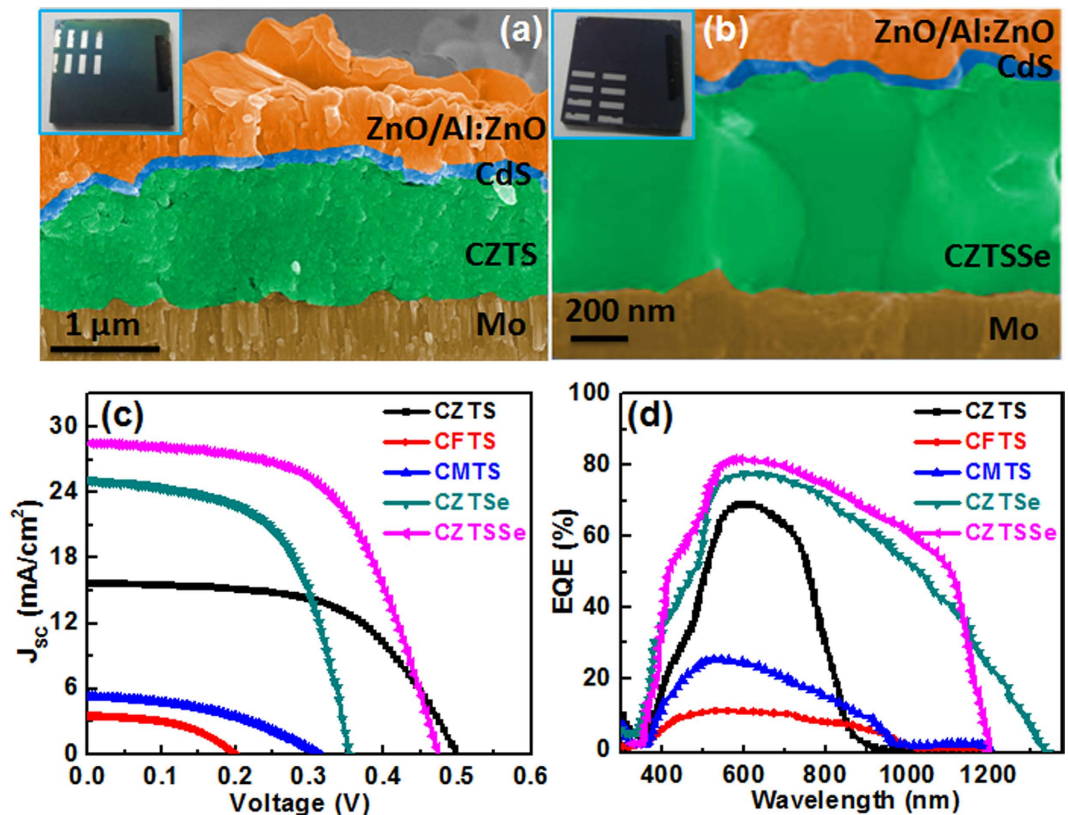 (a)
ZnO/Al:ZnO
CdS
CZTS
1 µm
Mo
(b)
ZnO/Al:ZnO
CdS
CZTSSe
200 nm
Mo
(c)
CZTS
CFTS
CMTS
CZTSe
CZTSSe
30
24
18
12
6
0
J_SC (mA/cm²)
0.0 0.1 0.2 0.3 0.4 0.5 0.6
Voltage (V)
(d)
CZTS
CFTS
CMTS
CZTSe
CZTSSe
100
80
60
40
20
0
EQE (%)
400 600 800 1000 1200
Wavelength (nm)